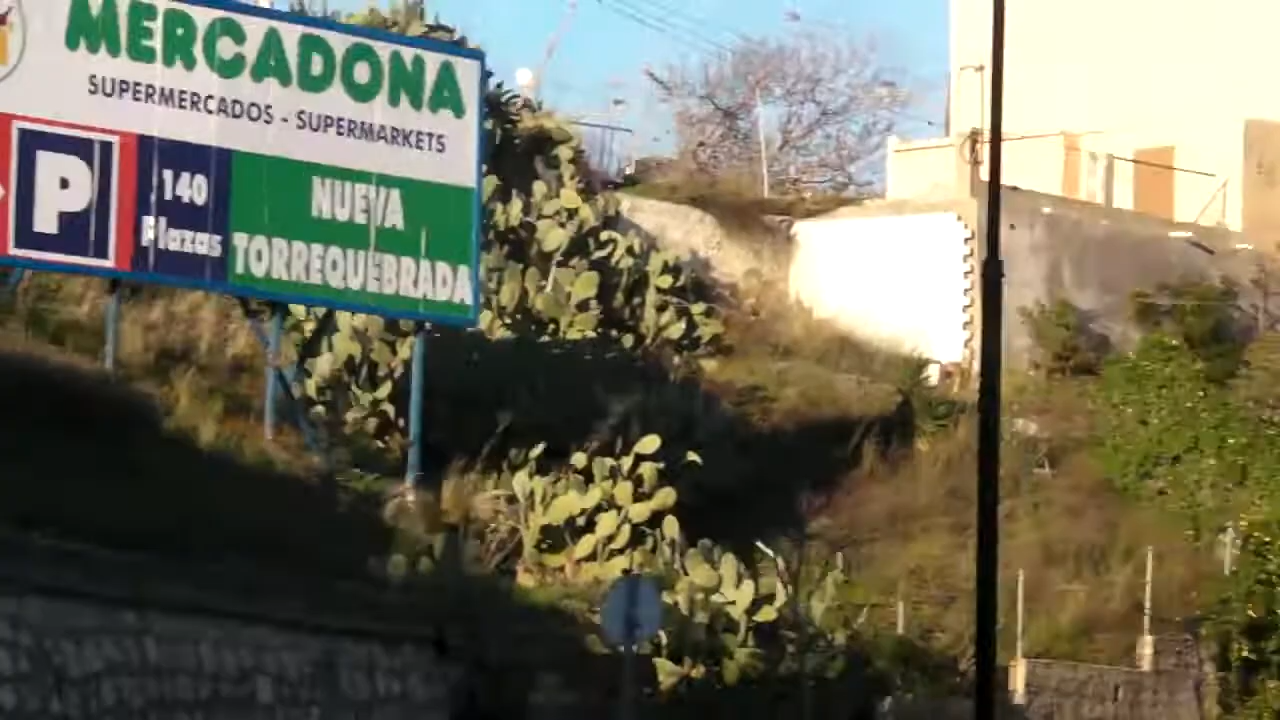 MERCADONA
SUPERMERCADOS - SUPERMARKETS
P
140
Plazas
NUEVA
TORREQUEBRADA